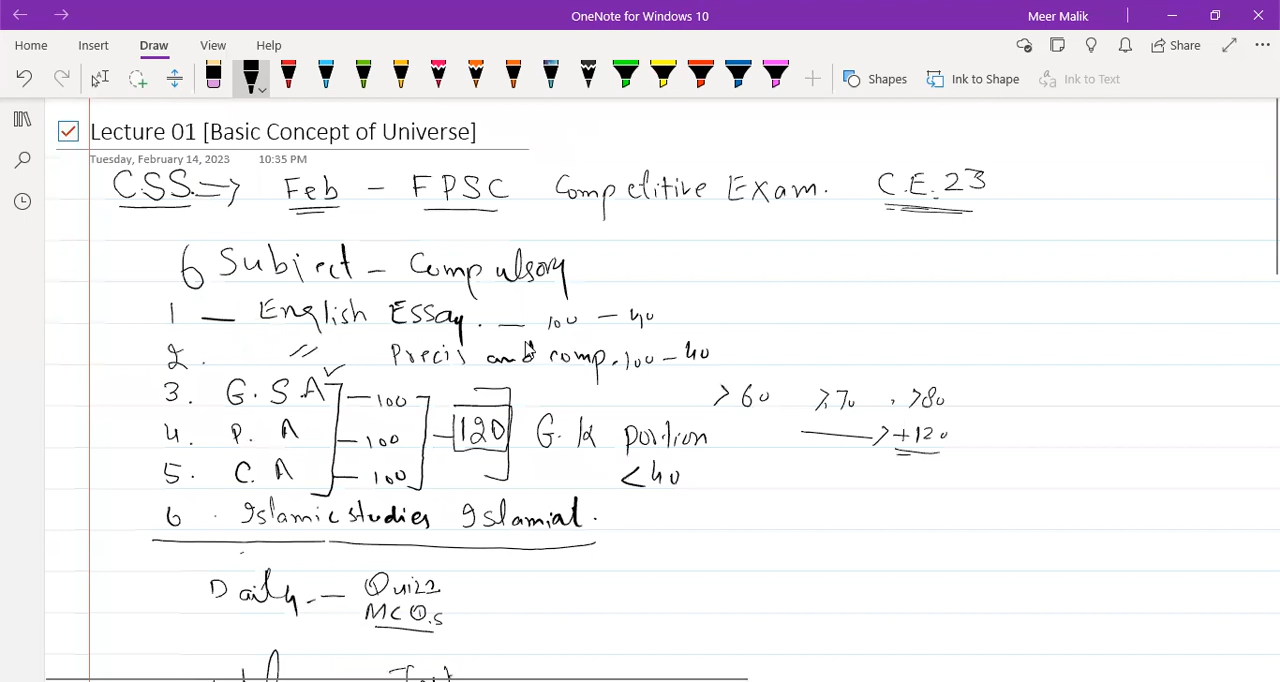 OneNote for Windows 10
Meer Malik
Home Insert Draw View Help
Share
Shapes Ink to Shape Ink to Text
Lecture 01 [Basic Concept of Universe]
Tuesday, February 14, 2023 10:35 PM
C.S.S. → Feb - FPSC Competitive Exam. C.E.23
6 Subject - Compulsory
1 — English Essay. — 100 - 40
2. " Precis and comp. 100 - 40
3. G.S.A ✓ — 100 > 60 >70 , >80
4. P. A — 100 — 120 G.K portion → +120
5. C. A — 100 < 40
6 . Islamic studies Islamiat.
Daily - — Quizz
MCQ.s